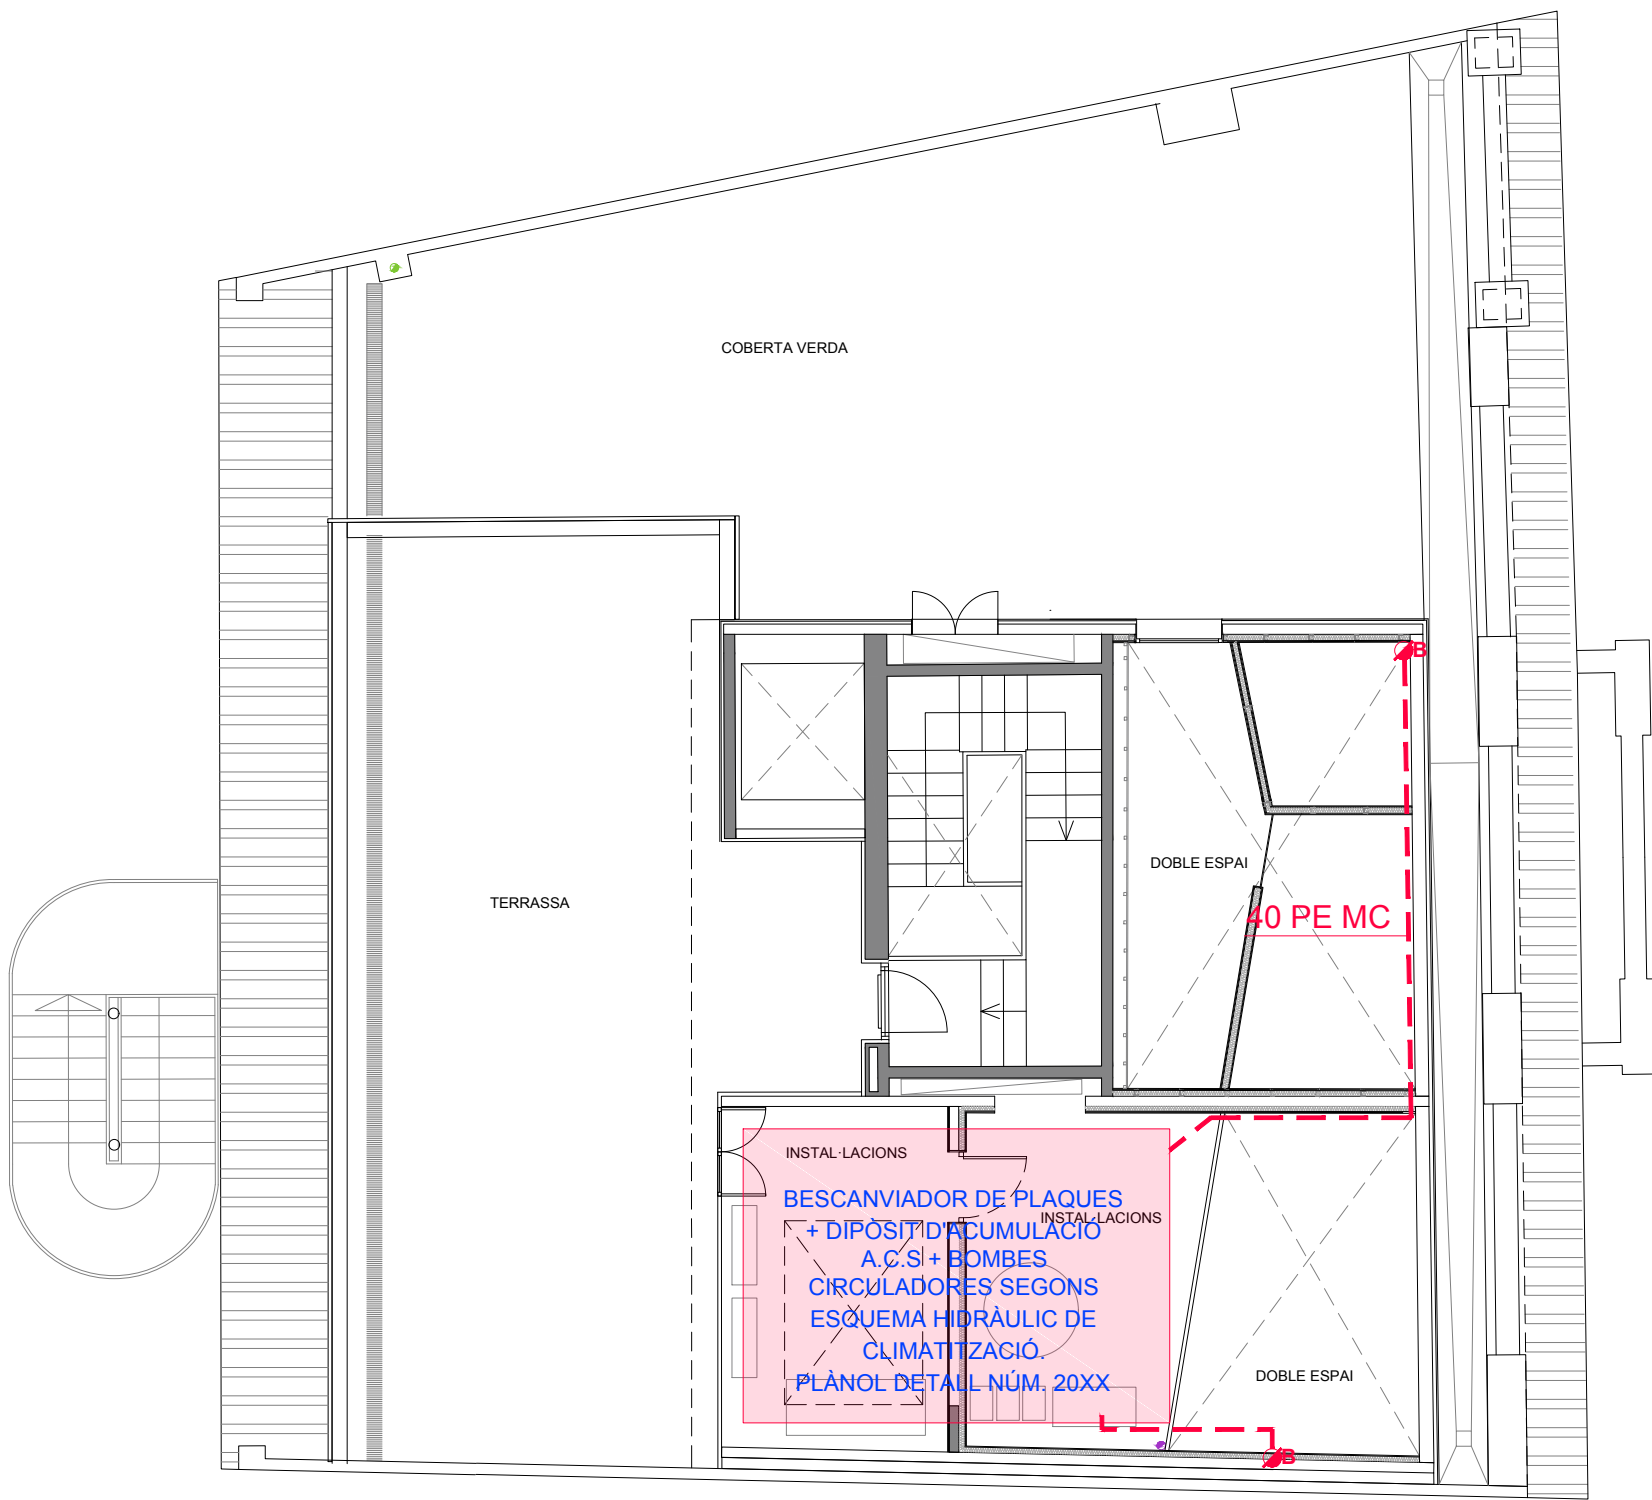 COBERTA VERDA
B
DOBLE ESPAI
TERRASSA
40 PE MC
INSTAL·LACIONS
BESCANVIADOR DE PLAQUES
INSTAL·LACIONS
+ DIPÒSIT D'ACUMULACIÓ
A.C.S + BOMBES
CIRCULADORES SEGONS
ESQUEMA HIDRÀULIC DE
CLIMATITZACIÓ.
PLÀNOL DETALL NÚM. 20XX
DOBLE ESPAI
B